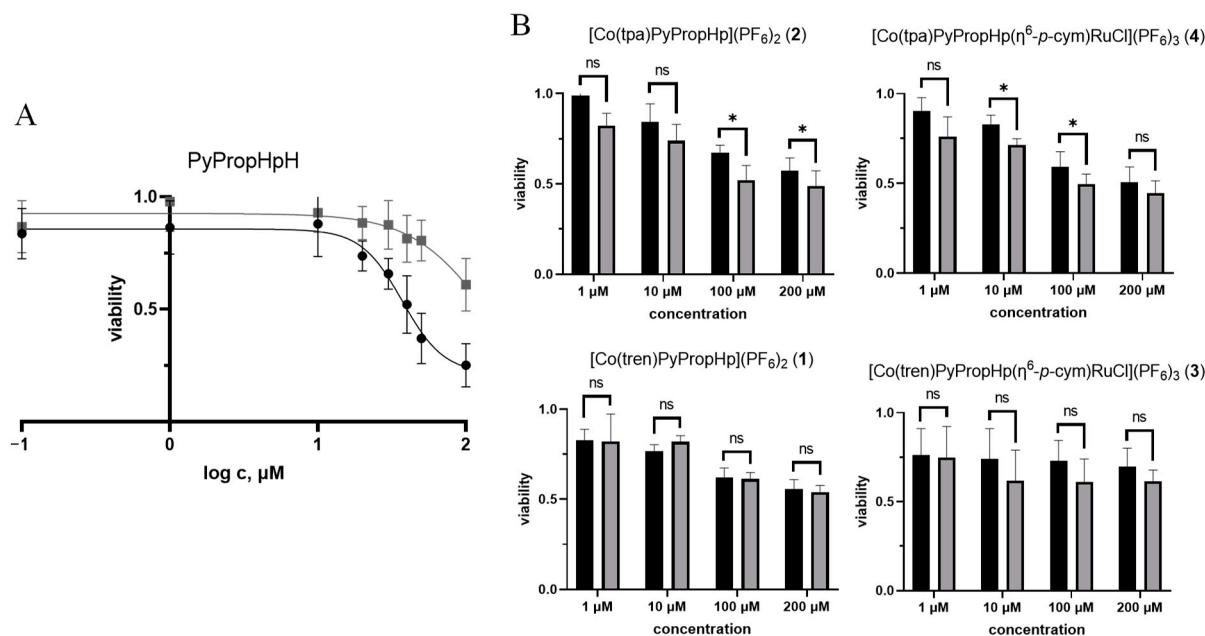 A
PyPropHpH
1.0
0.5
viability
−1
0
1
2
log c, µM
B
[Co(tpa)PyPropHp](PF₆)₂ (2)
ns
ns
*
*
1.0
0.5
0.0
viability
1 µM
10 µM
100 µM
200 µM
concentration
[Co(tpa)PyPropHp(η⁶-p-cym)RuCl](PF₆)₃ (4)
ns
*
*
ns
1.0
0.5
0.0
viability
1 µM
10 µM
100 µM
200 µM
concentration
[Co(tren)PyPropHp](PF₆)₂ (1)
ns
ns
ns
ns
1.0
0.5
0.0
viability
1 µM
10 µM
100 µM
200 µM
concentration
[Co(tren)PyPropHp(η⁶-p-cym)RuCl](PF₆)₃ (3)
ns
ns
ns
ns
1.0
0.5
0.0
viability
1 µM
10 µM
100 µM
200 µM
concentration